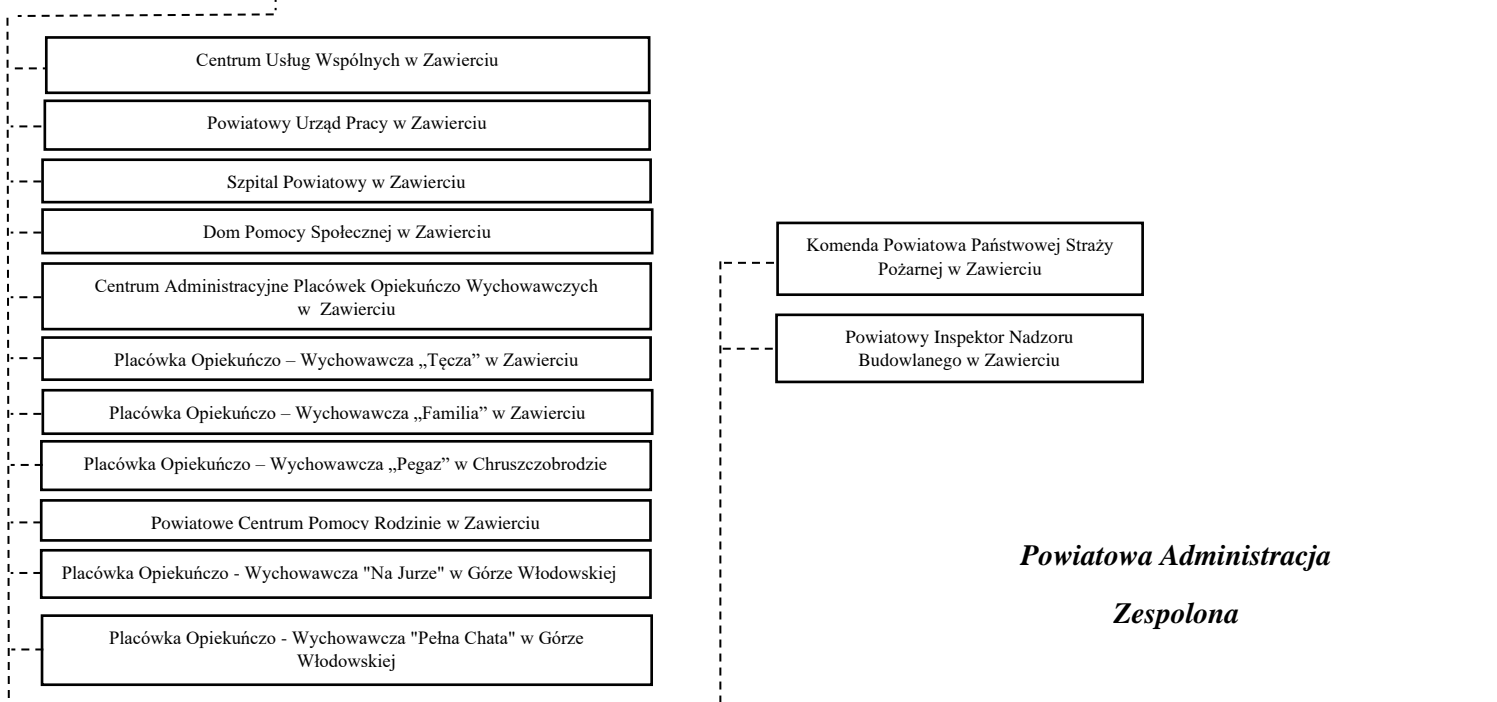 Centrum Usług Wspólnych w Zawierciu
Powiatowy Urząd Pracy w Zawierciu
Szpital Powiatowy w Zawierciu
Dom Pomocy Społecznej w Zawierciu
Centrum Administracyjne Placówek Opiekuńczo Wychowawczych
w Zawierciu
Placówka Opiekuńczo – Wychowawcza „Tęcza” w Zawierciu
Placówka Opiekuńczo – Wychowawcza „Familia” w Zawierciu
Placówka Opiekuńczo – Wychowawcza „Pegaz” w Chruszczobrodzie
Powiatowe Centrum Pomocy Rodzinie w Zawierciu
Placówka Opiekuńczo - Wychowawcza "Na Jurze" w Górze Włodowskiej
Placówka Opiekuńczo - Wychowawcza "Pełna Chata" w Górze
Włodowskiej
Komenda Powiatowa Państwowej Straży
Pożarnej w Zawierciu
Powiatowy Inspektor Nadzoru
Budowlanego w Zawierciu
Powiatowa Administracja
Zespolona